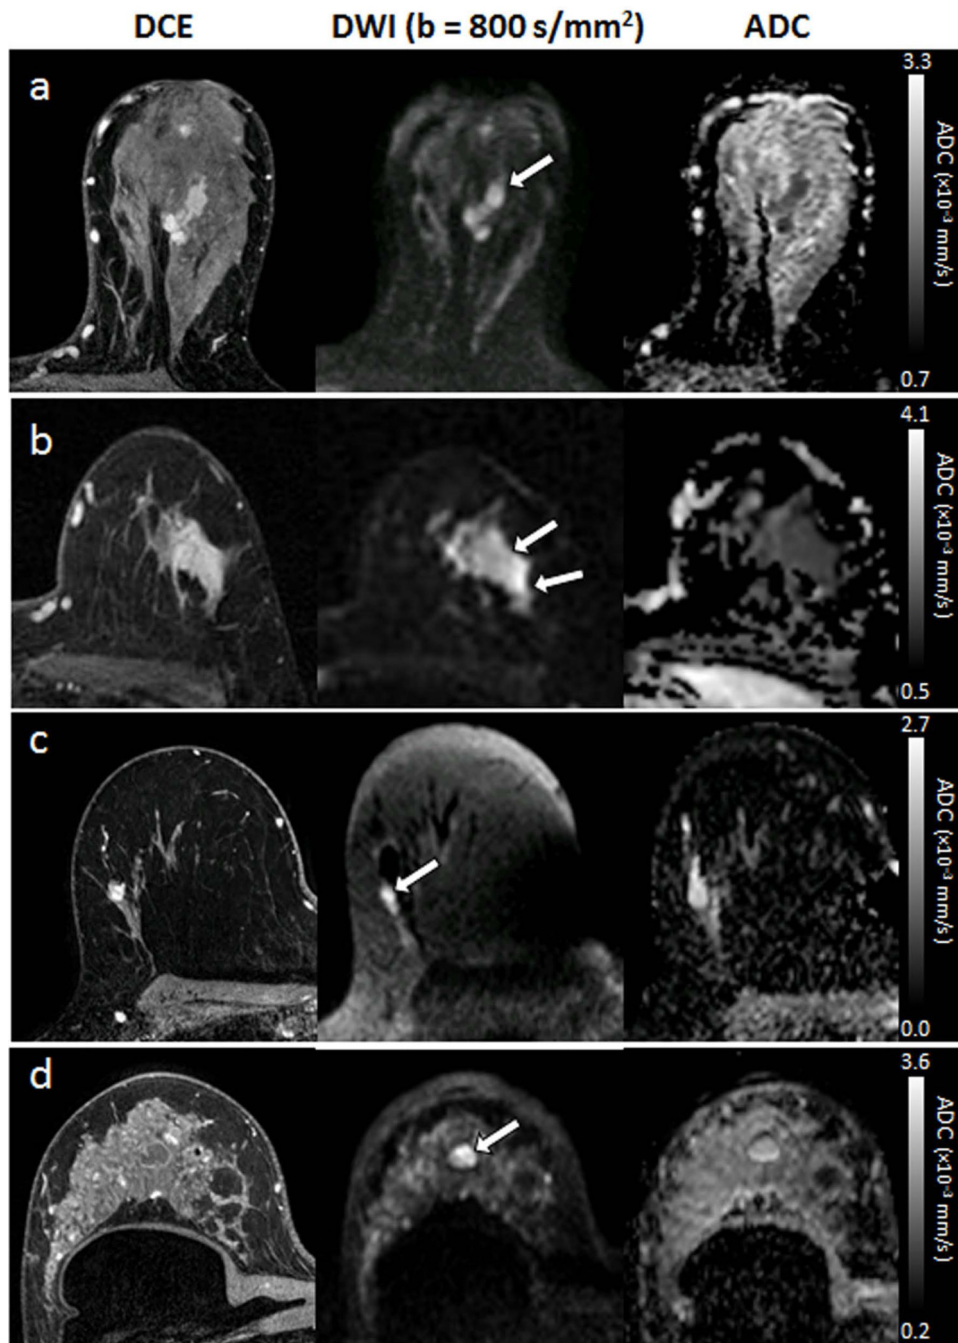 DCE DWI (b = 800 s/mm²) ADC
a
3.3
ADC (×10⁻³ mm/s)
0.7
b
4.1
ADC (×10⁻³ mm/s)
0.5
c
2.7
ADC (×10⁻³ mm/s)
0.0
d
3.6
ADC (×10⁻³ mm/s)
0.2